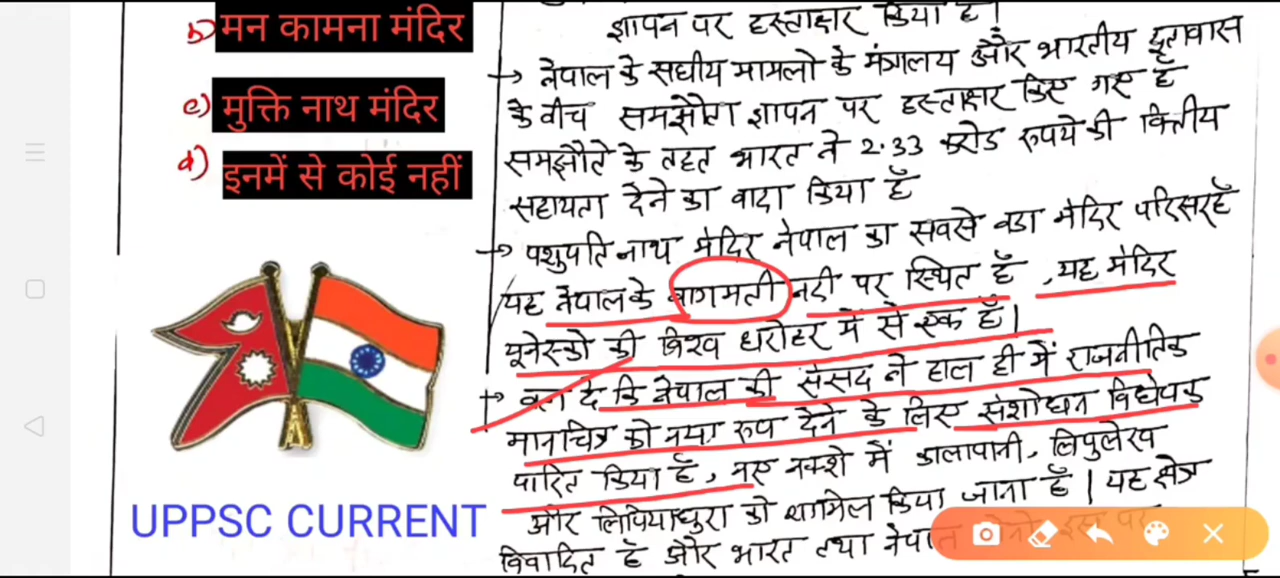 b) मन कामना मंदिर
c) मुक्ति नाथ मंदिर
d) इनमें से कोई नहीं
UPPSC CURRENT
ज्ञापन पर हस्ताक्षर किया है।
→ नेपाल के संघीय मामलो के मंत्रालय और भारतीय दूतावास
के बीच समझौता ज्ञापन पर हस्ताक्षर किए गए है
समझौते के तहत भारत ने 2.33 करोड रुपये की वित्तीय
सहायता देने का वादा किया है
→ पशुपति नाथ मंदिर नेपाल का सबसे बडा मंदिर परिसर है
यह नेपाल के बागमती नदी पर स्थित है, यह मंदिर
यूनेस्को की विश्व धरोहर में से एक है।
→ बता दे कि नेपाल की संसद ने हाल ही में राजनीतिक
मानचित्र को नया रूप देने के लिए संशोधन विधेयक
पारित किया है, नए नक्शे में कालापानी, लिपुलेख
और लिपियाधुरा को शामिल किया जाना है। यह क्षेत्र
विवादित है और भारत तथा नेपाल